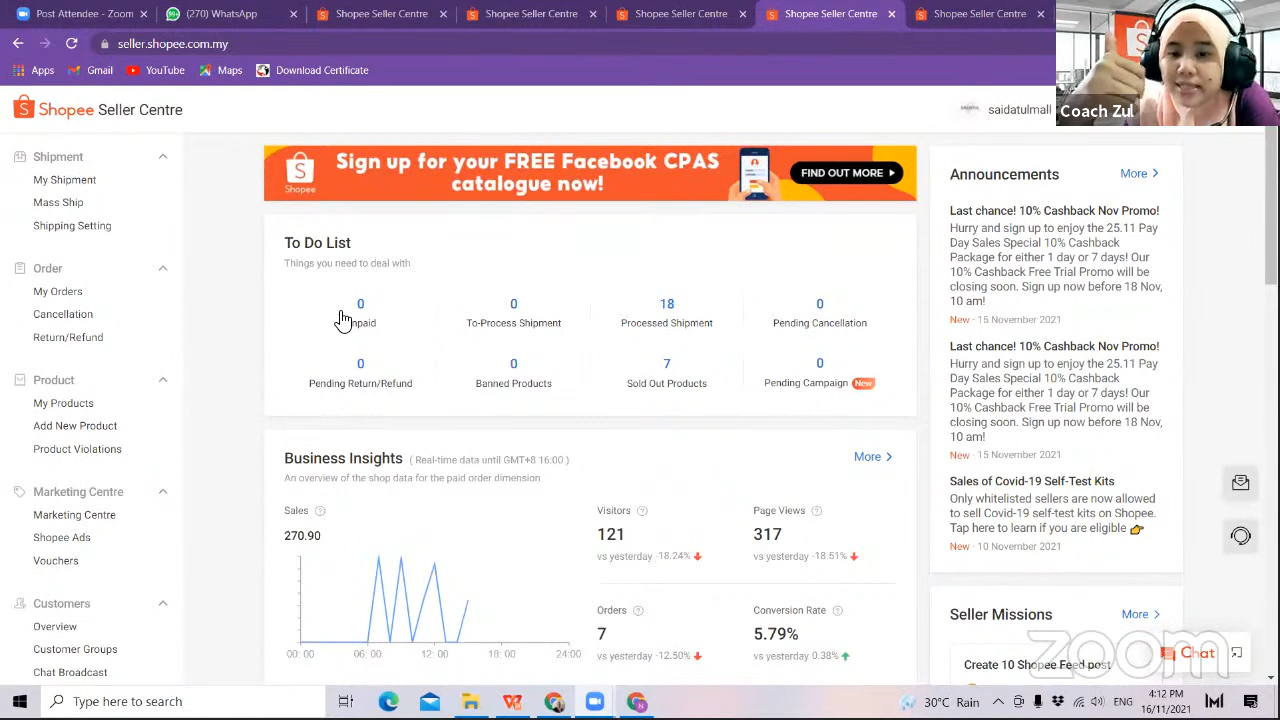 Post Attendee - Zoom
(270) WhatsApp
Shopee Seller Centre
Shopee Seller Centre
Shopee Seller Centre
Shopee Seller Centre
Shopee Seller Centre
seller.shopee.com.my
Apps
Gmail
YouTube
Maps
Download Certificate
Coach Zul
Shopee Seller Centre
saidatulmall
Shipment
My Shipment
Mass Ship
Shipping Setting
Order
My Orders
Cancellation
Return/Refund
Product
My Products
Add New Product
Product Violations
Marketing Centre
Marketing Centre
Shopee Ads
Vouchers
Customers
Overview
Customer Groups
Chat Broadcast
Shopee
Sign up for your FREE Facebook CPAS
catalogue now!
FIND OUT MORE
To Do List
Things you need to deal with
0
0
18
0
npaid
To-Process Shipment
Processed Shipment
Pending Cancellation
0
0
7
0
Pending Return/Refund
Banned Products
Sold Out Products
Pending Campaign New
Business Insights ( Real-time data until GMT+8 16:00 )
More
An overview of the shop data for the paid order dimension
Sales
270.90
00: 00
06: 00
12: 00
18: 00
24:00
Visitors
121
vs yesterday -18.24%
Page Views
317
vs yesterday -18.51%
Orders
7
vs yesterday -12.50%
Conversion Rate
5.79%
vs yesterday 0.38%
Announcements
More
Last chance! 10% Cashback Nov Promo!
Hurry and sign up to enjoy the 25.11 Pay
Day Sales Special 10% Cashback
Package for either 1 day or 7 days! Our
10% Cashback Free Trial Promo will be
closing soon. Sign up now before 18 Nov,
10 am!
New · 15 November 2021
Last chance! 10% Cashback Nov Promo!
Hurry and sign up to enjoy the 25.11 Pay
Day Sales Special 10% Cashback
Package for either 1 day or 7 days! Our
10% Cashback Free Trial Promo will be
closing soon. Sign up now before 18 Nov,
10 am!
New · 15 November 2021
Sales of Covid-19 Self-Test Kits
Only whitelisted sellers are now allowed
to sell Covid-19 self-test kits on Shopee.
Tap here to learn if you are eligible 👉
New · 10 November 2021
Seller Missions
More
Create 10 Shopee Feed post
zoom
Chat
Type here to search
30°C Rain
ENG
4:12 PM
16/11/2021